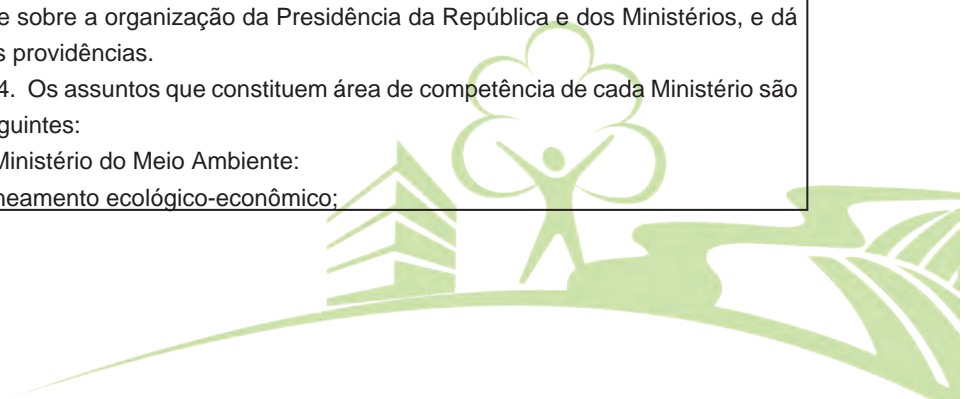 e sobre a organização da Presidência da República e dos Ministérios, e dá
s providências.
4. Os assuntos que constituem área de competência de cada Ministério são
guintes:
Ministério do Meio Ambiente:
neamento ecológico-econômico;